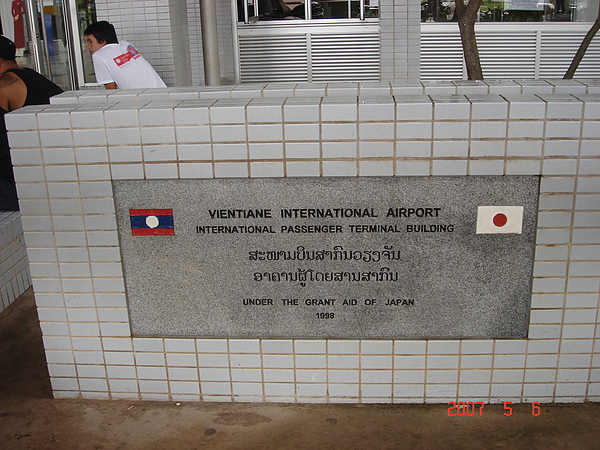 VIENTIANE INTERNATIONAL AIRPORT
INTERNATIONAL PASSENGER TERMINAL BUILDING
ສະໜາມບິນສາກົນວຽງຈັນ
ອາຄານຜູ້ໂດຍສານສາກົນ
UNDER THE GRANT AID OF JAPAN
1998
2007 5 6